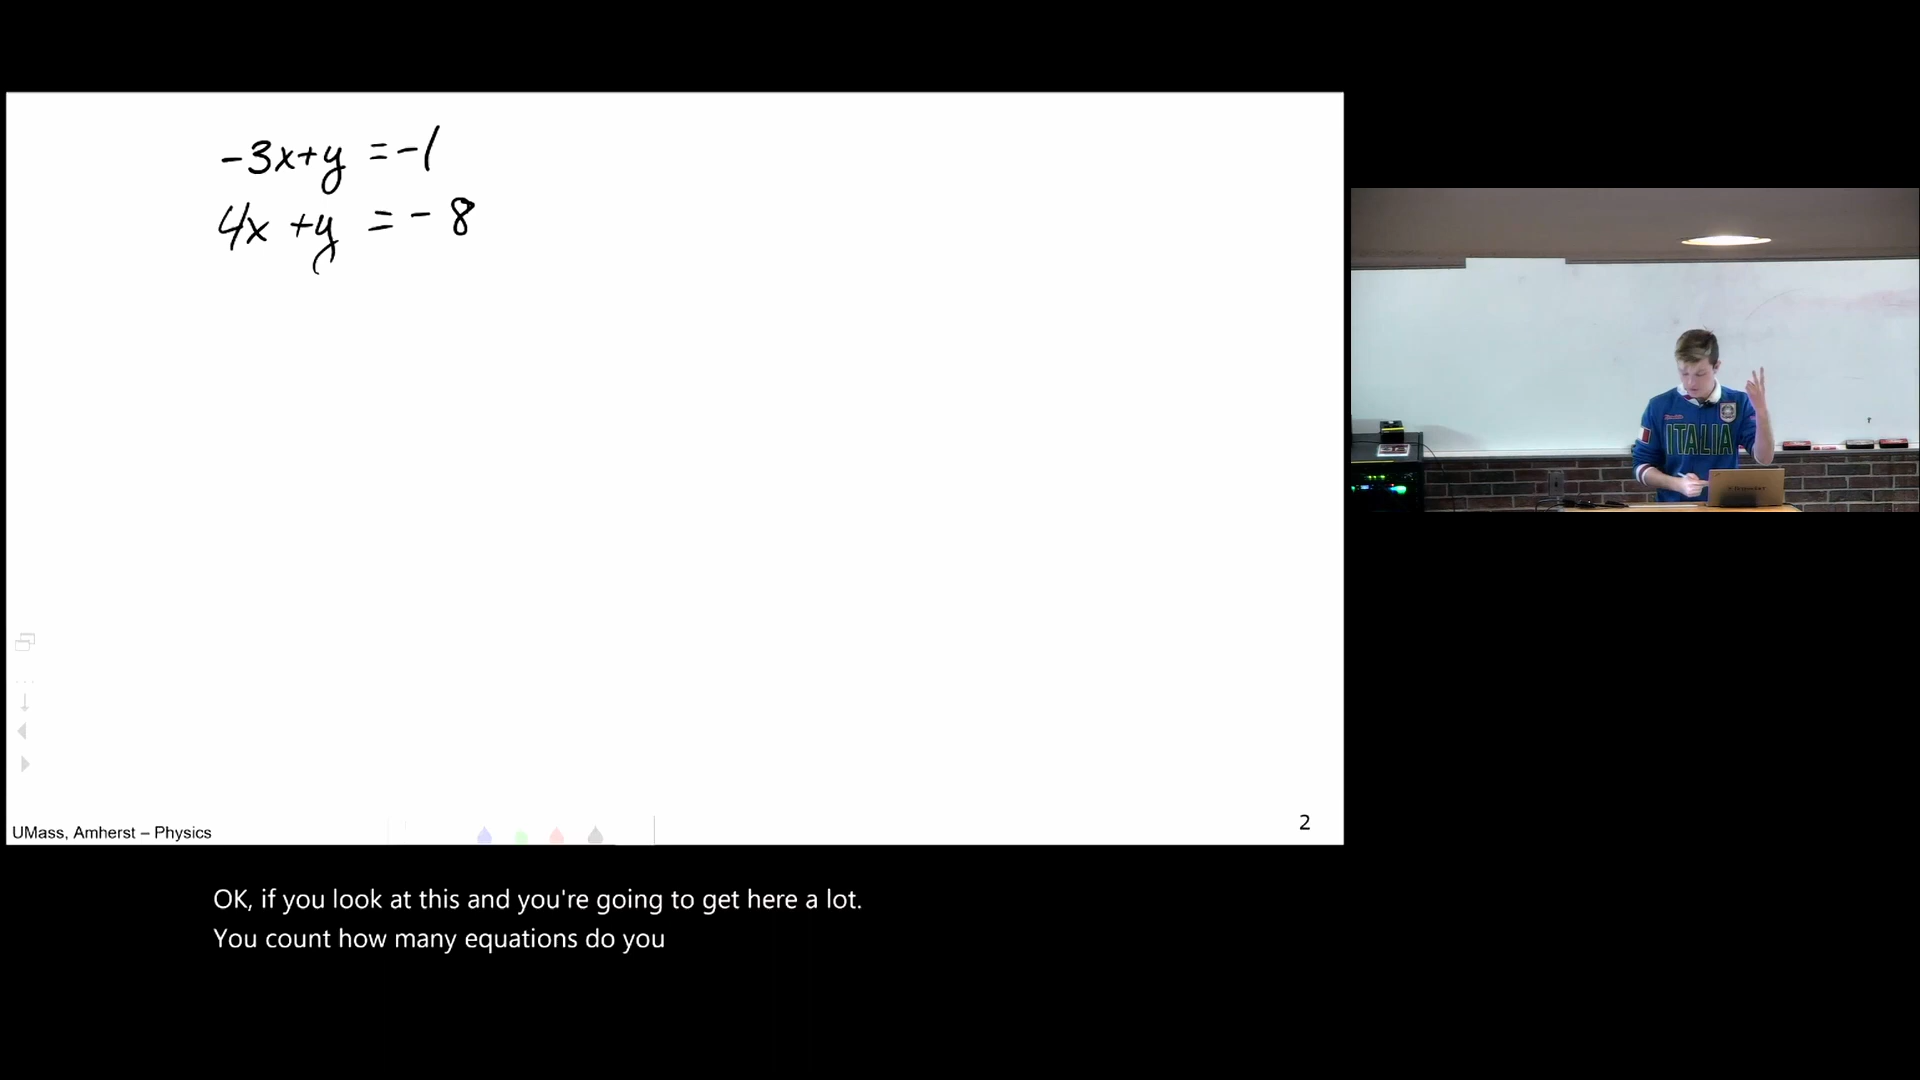 -3x+y = -1
4x +y = - 8
ITALIA
UMass, Amherst – Physics
2
OK, if you look at this and you're going to get here a lot.
You count how many equations do you